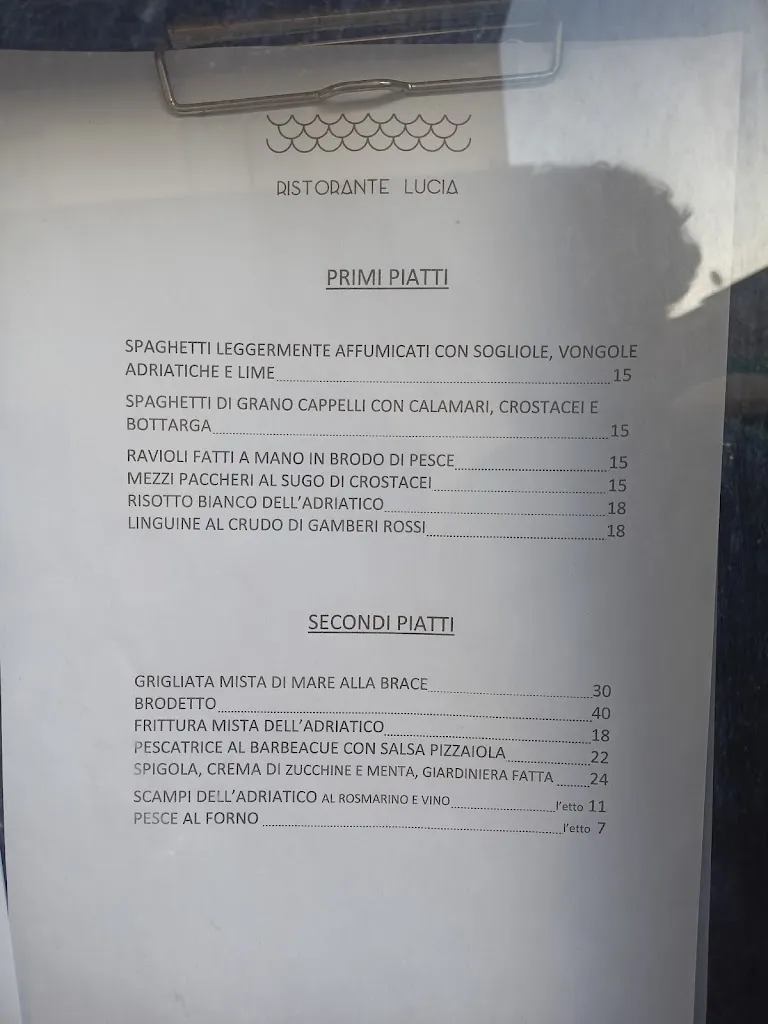 RISTORANTE LUCIA
PRIMI PIATTI
SPAGHETTI LEGGERMENTE AFFUMICATI CON SOGLIOLE, VONGOLE
ADRIATICHE E LIME 15
SPAGHETTI DI GRANO CAPPELLI CON CALAMARI, CROSTACEI E
BOTTARGA 15
RAVIOLI FATTI A MANO IN BRODO DI PESCE 15
MEZZI PACCHERI AL SUGO DI CROSTACEI 15
RISOTTO BIANCO DELL'ADRIATICO 18
LINGUINE AL CRUDO DI GAMBERI ROSSI 18
SECONDI PIATTI
GRIGLIATA MISTA DI MARE ALLA BRACE 30
BRODETTO 40
FRITTURA MISTA DELL'ADRIATICO 18
PESCATRICE AL BARBEACUE CON SALSA PIZZAIOLA 22
SPIGOLA, CREMA DI ZUCCHINE E MENTA, GIARDINIERA FATTA 24
SCAMPI DELL'ADRIATICO AL ROSMARINO E VINO l'etto 11
PESCE AL FORNO l'etto 7